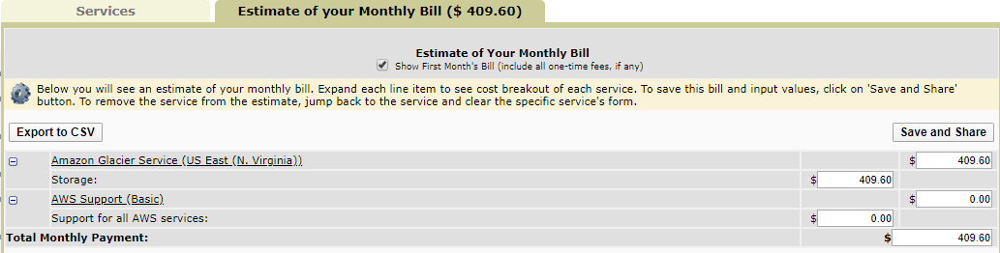 Services
Estimate of your Monthly Bill ($ 409.60)
Estimate of Your Monthly Bill
Show First Month's Bill (include all one-time fees, if any)
Below you will see an estimate of your monthly bill. Expand each line item to see cost breakout of each service. To save this bill and input values, click on 'Save and Share'
button. To remove the service from the estimate, jump back to the service and clear the specific service's form.
Export to CSV
Save and Share
Amazon Glacier Service (US East (N. Virginia)) $ 409.60
Storage: $ 409.60
AWS Support (Basic) $ 0.00
Support for all AWS services: $ 0.00
Total Monthly Payment: $ 409.60